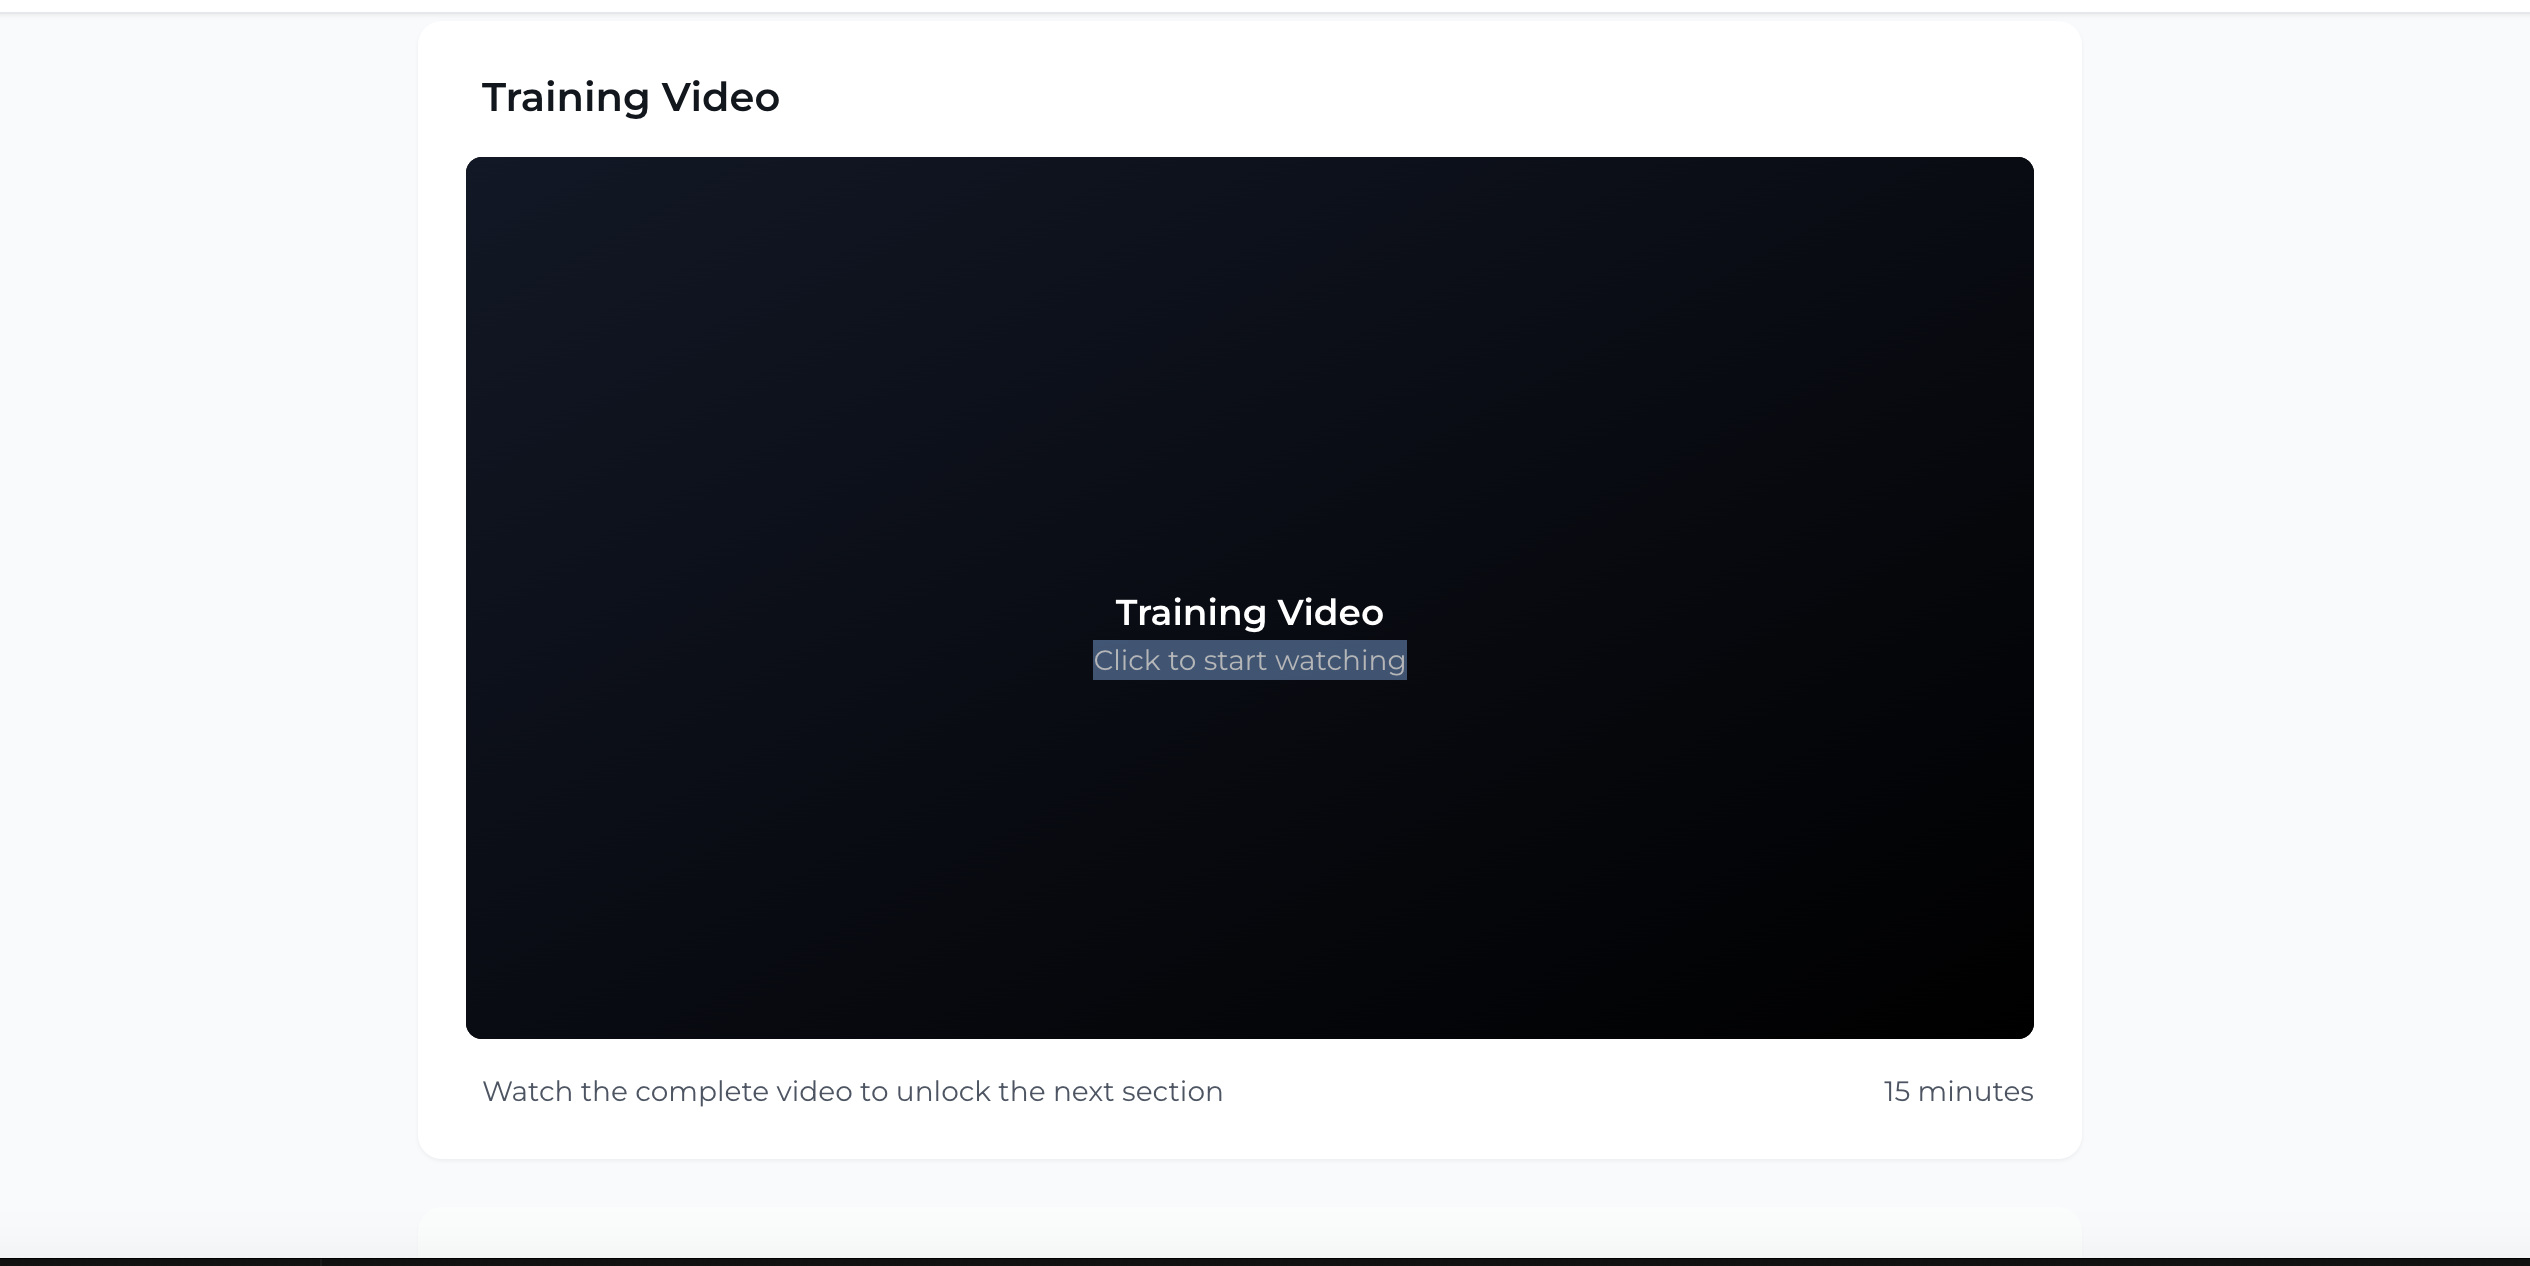 Training Video
Training Video
Click to start watching
Watch the complete video to unlock the next section
15 minutes